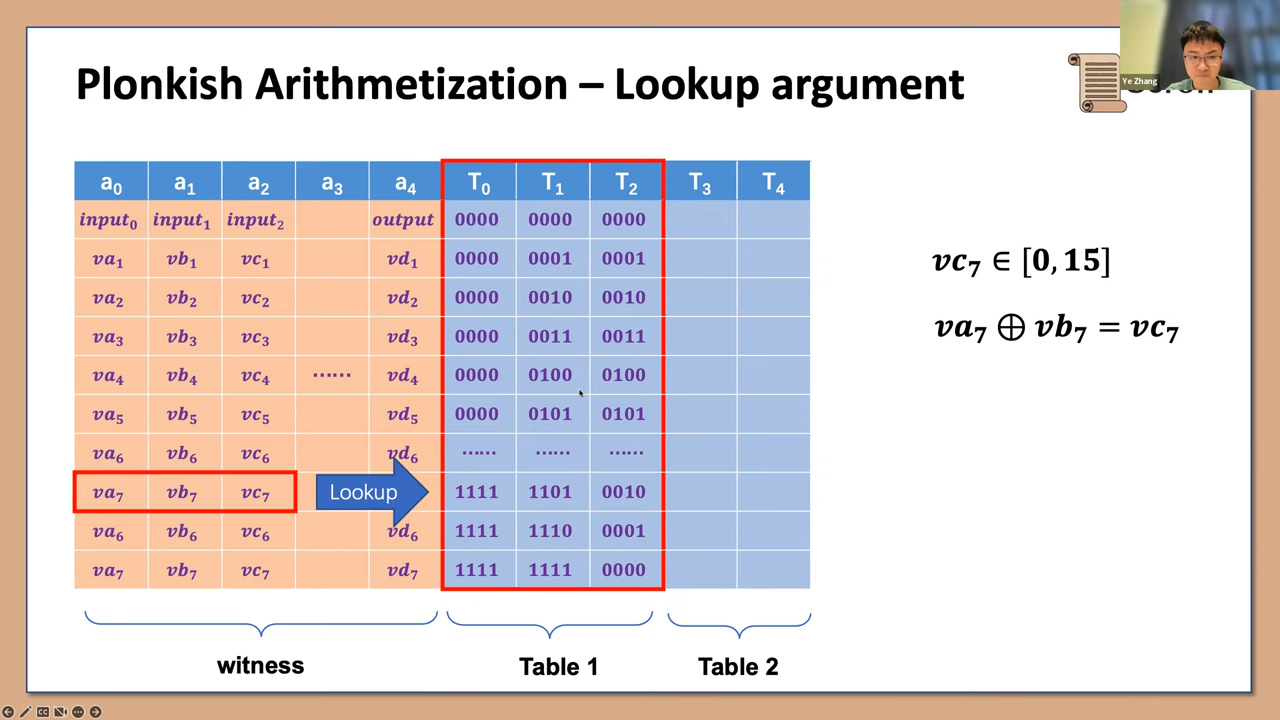 Plonkish Arithmetization – Lookup argument
Ye Zhang
a₀ a₁ a₂ a₃ a₄ T₀ T₁ T₂ T₃ T₄
input₀ input₁ input₂ output 0000 0000 0000
va₁ vb₁ vc₁ vd₁ 0000 0001 0001
va₂ vb₂ vc₂ vd₂ 0000 0010 0010
va₃ vb₃ vc₃ vd₃ 0000 0011 0011
va₄ vb₄ vc₄ ...... vd₄ 0000 0100 0100
va₅ vb₅ vc₅ vd₅ 0000 0101 0101
va₆ vb₆ vc₆ vd₆ ...... ...... ......
va₇ vb₇ vc₇ Lookup 1111 1101 0010
va₆ vb₆ vc₆ vd₆ 1111 1110 0001
va₇ vb₇ vc₇ vd₇ 1111 1111 0000
vc₇ ∈ [0, 15]
va₇ ⊕ vb₇ = vc₇
witness Table 1 Table 2
CC